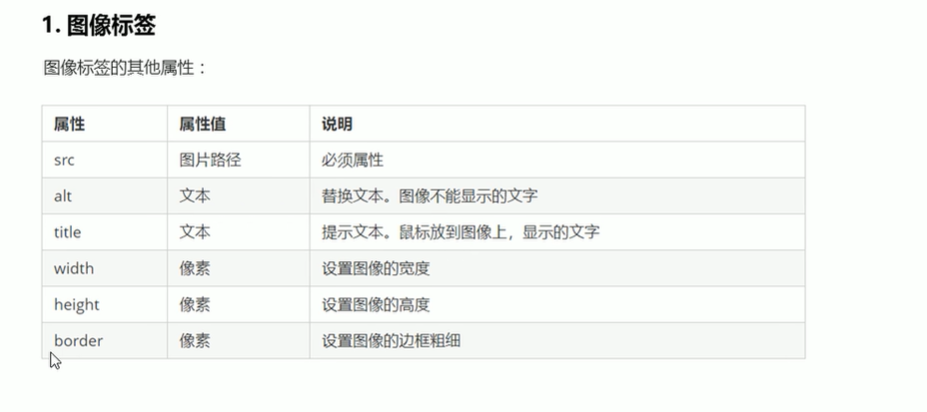 1. 图像标签
图像标签的其他属性：
属性 属性值 说明
src 图片路径 必须属性
alt 文本 替换文本。图像不能显示的文字
title 文本 提示文本。鼠标放到图像上，显示的文字
width 像素 设置图像的宽度
height 像素 设置图像的高度
border 像素 设置图像的边框粗细